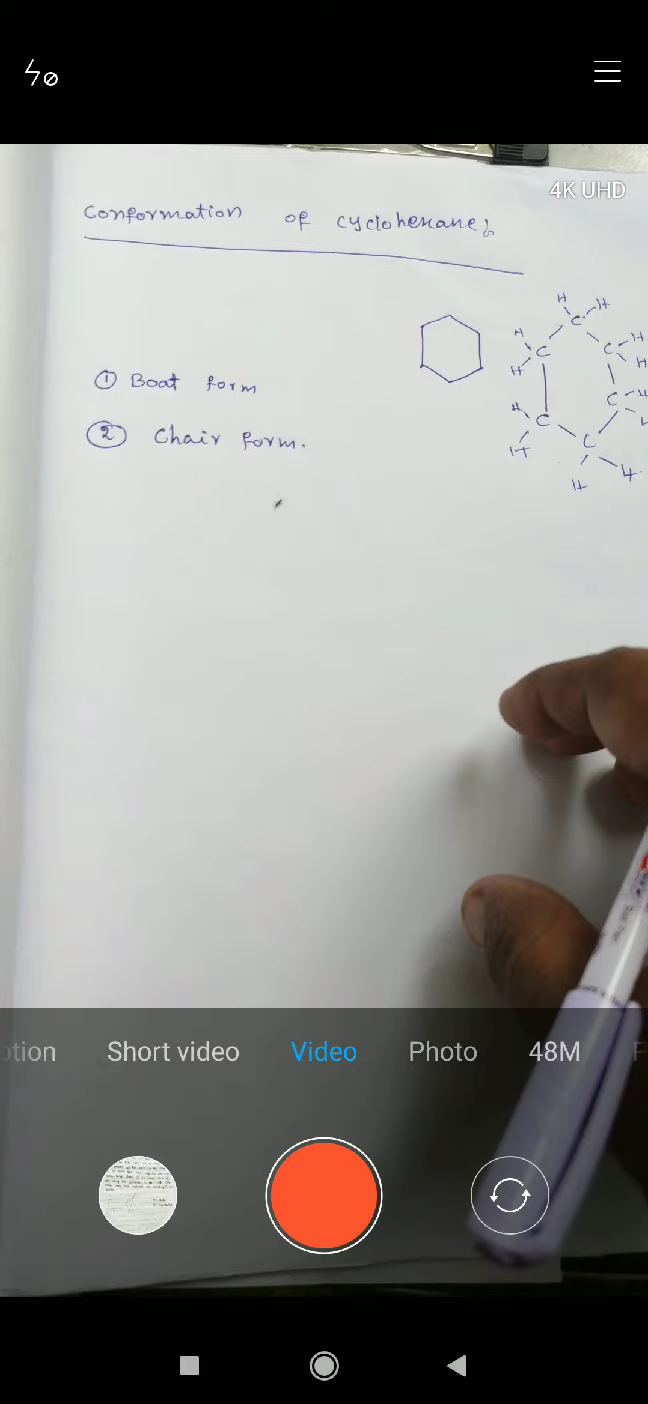 4K UHD
Conformation of cyclohexane
① Boat form
② Chair form.
H H
C
H C C H
H H
H C C H
H C
H H
Short video Video Photo 48M